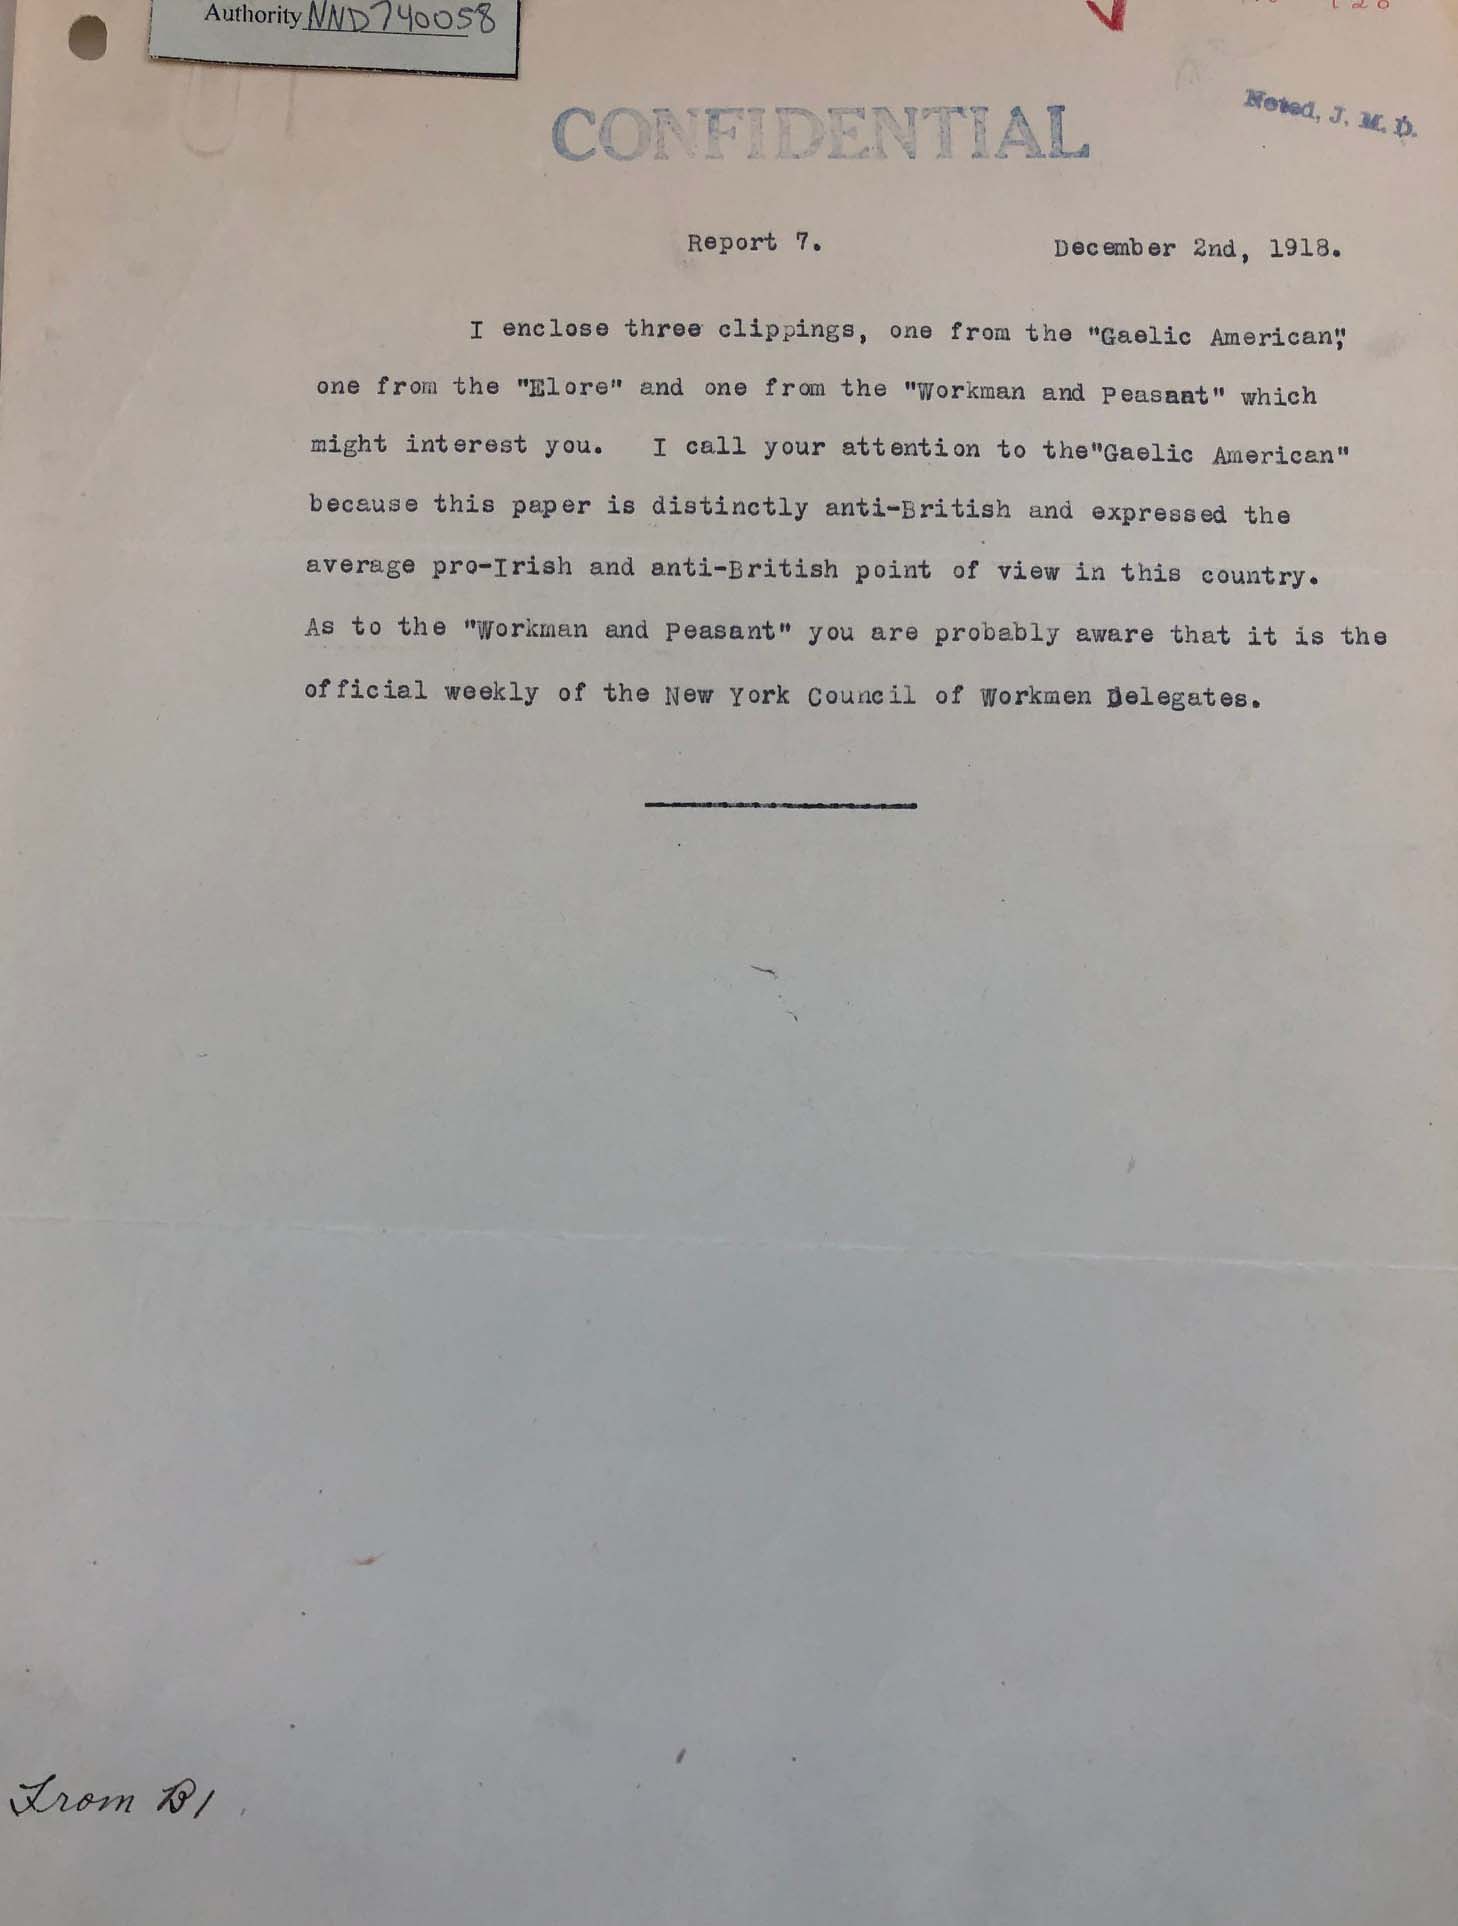 Authority NND740058
CONFIDENTIAL
Noted, J. M. D.
Report 7. December 2nd, 1918.
I enclose three clippings, one from the "Gaelic American",
one from the "Elore" and one from the "Workman and Peasant" which
might interest you. I call your attention to the"Gaelic American"
because this paper is distinctly anti-British and expressed the
average pro-Irish and anti-British point of view in this country.
As to the "Workman and Peasant" you are probably aware that it is the
official weekly of the New York Council of Workmen Delegates.
From B1